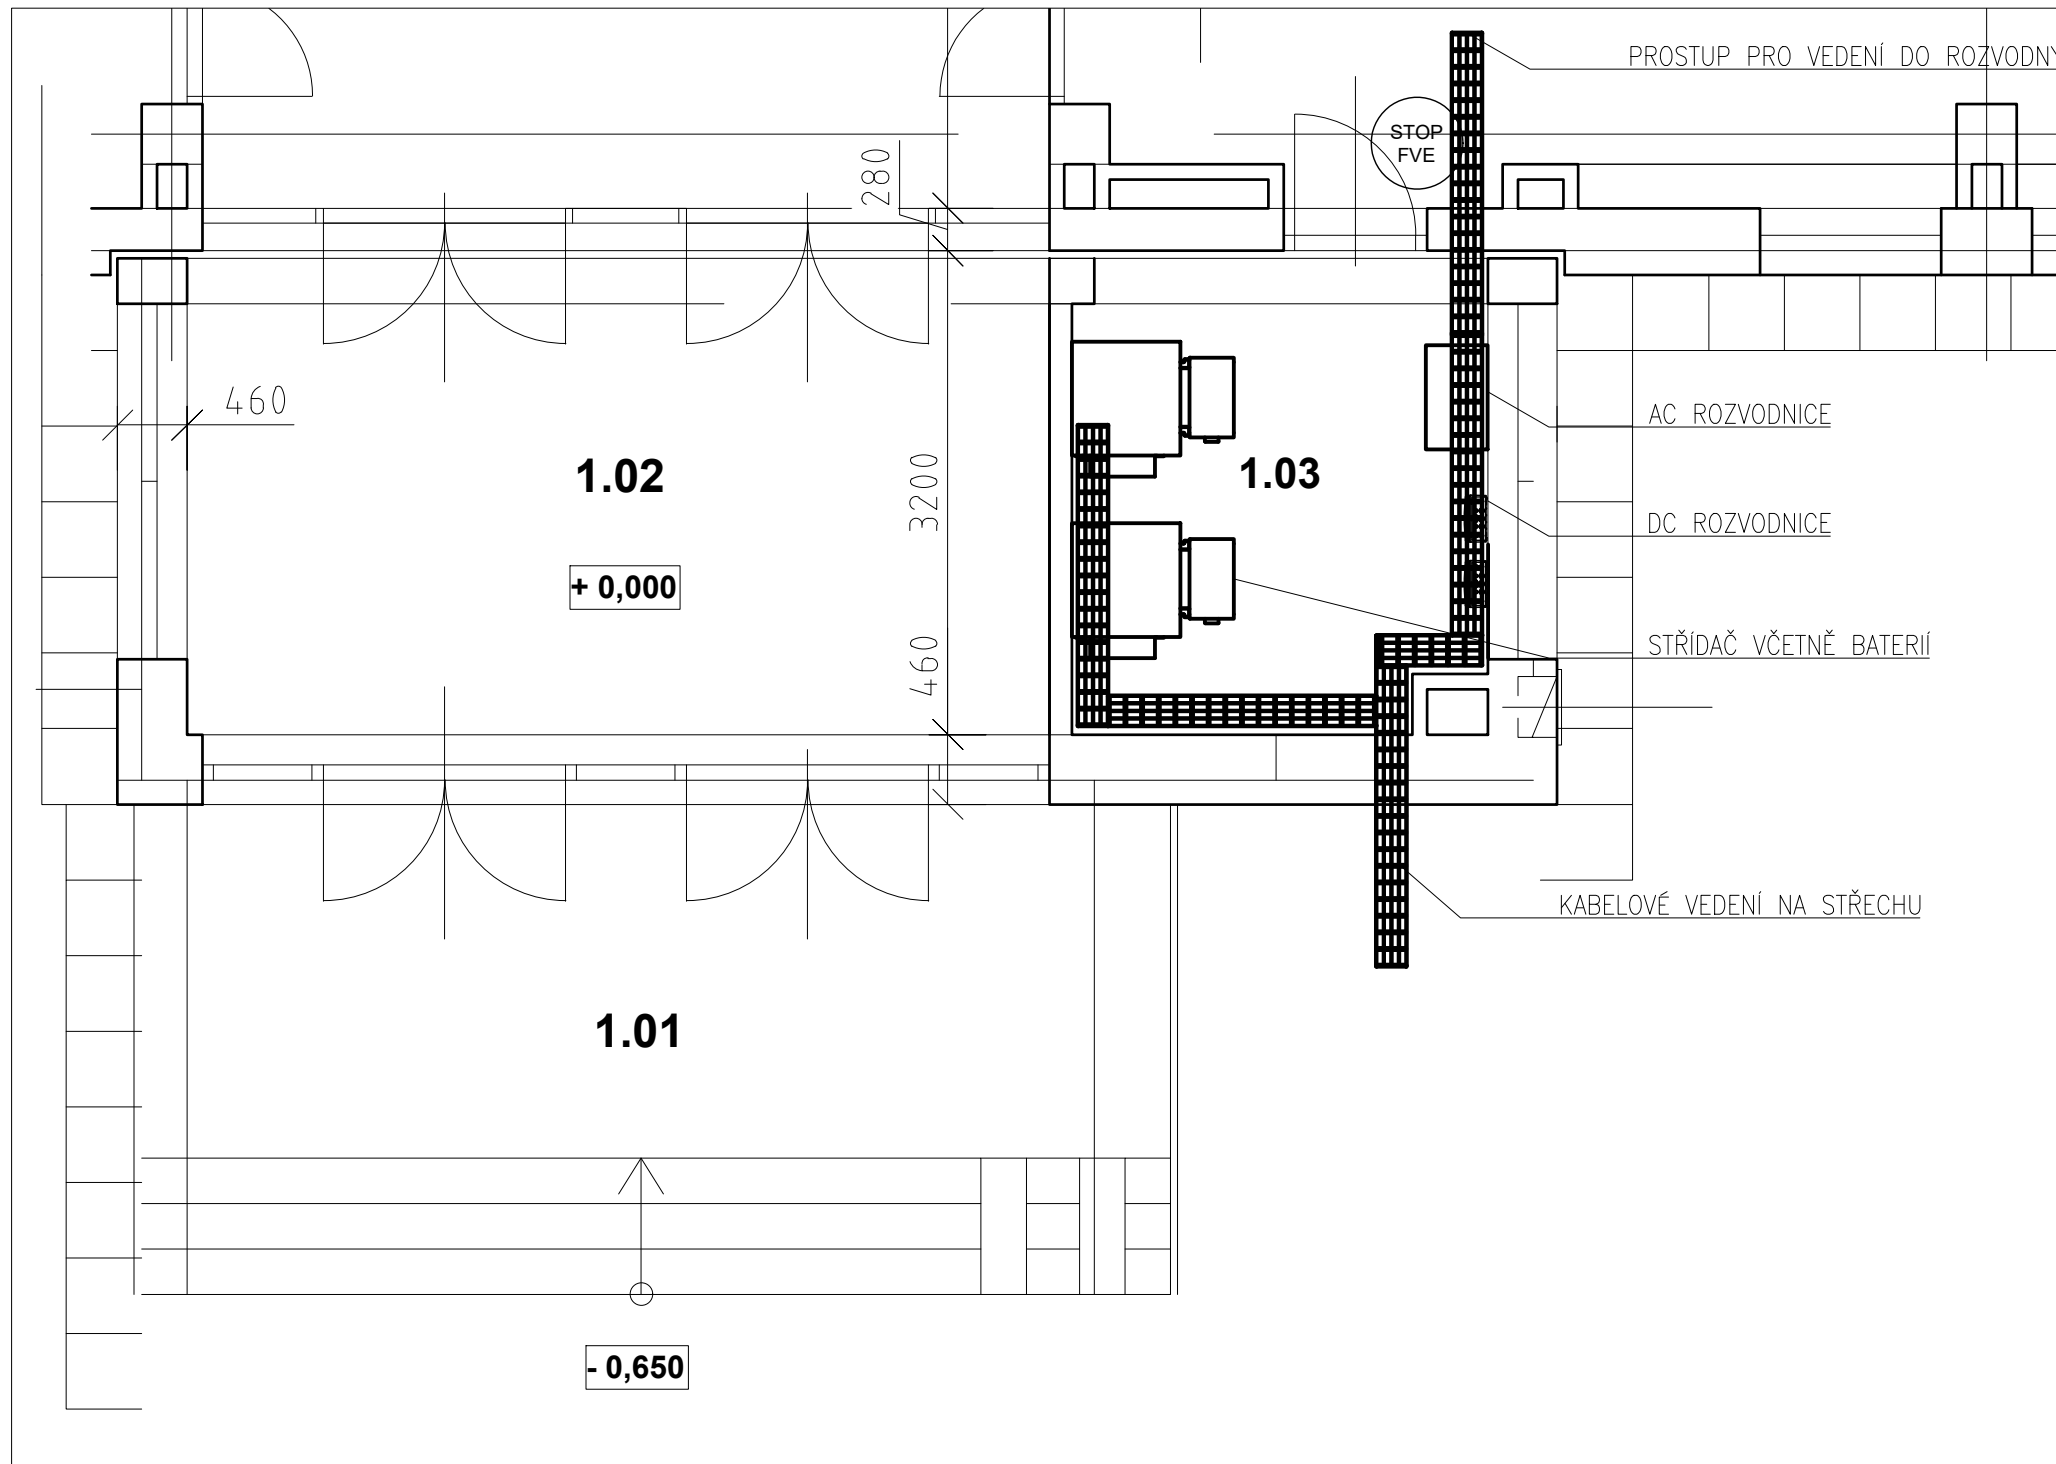 PROSTUP PRO VEDENÍ DO ROZVODNY
STOP
FVE
280
460
AC ROZVODNICE
1.02
1.03
3200
DC ROZVODNICE
+ 0,000
460
STŘÍDAČ VČETNĚ BATERIÍ
KABELOVÉ VEDENÍ NA STŘECHU
1.01
- 0,650